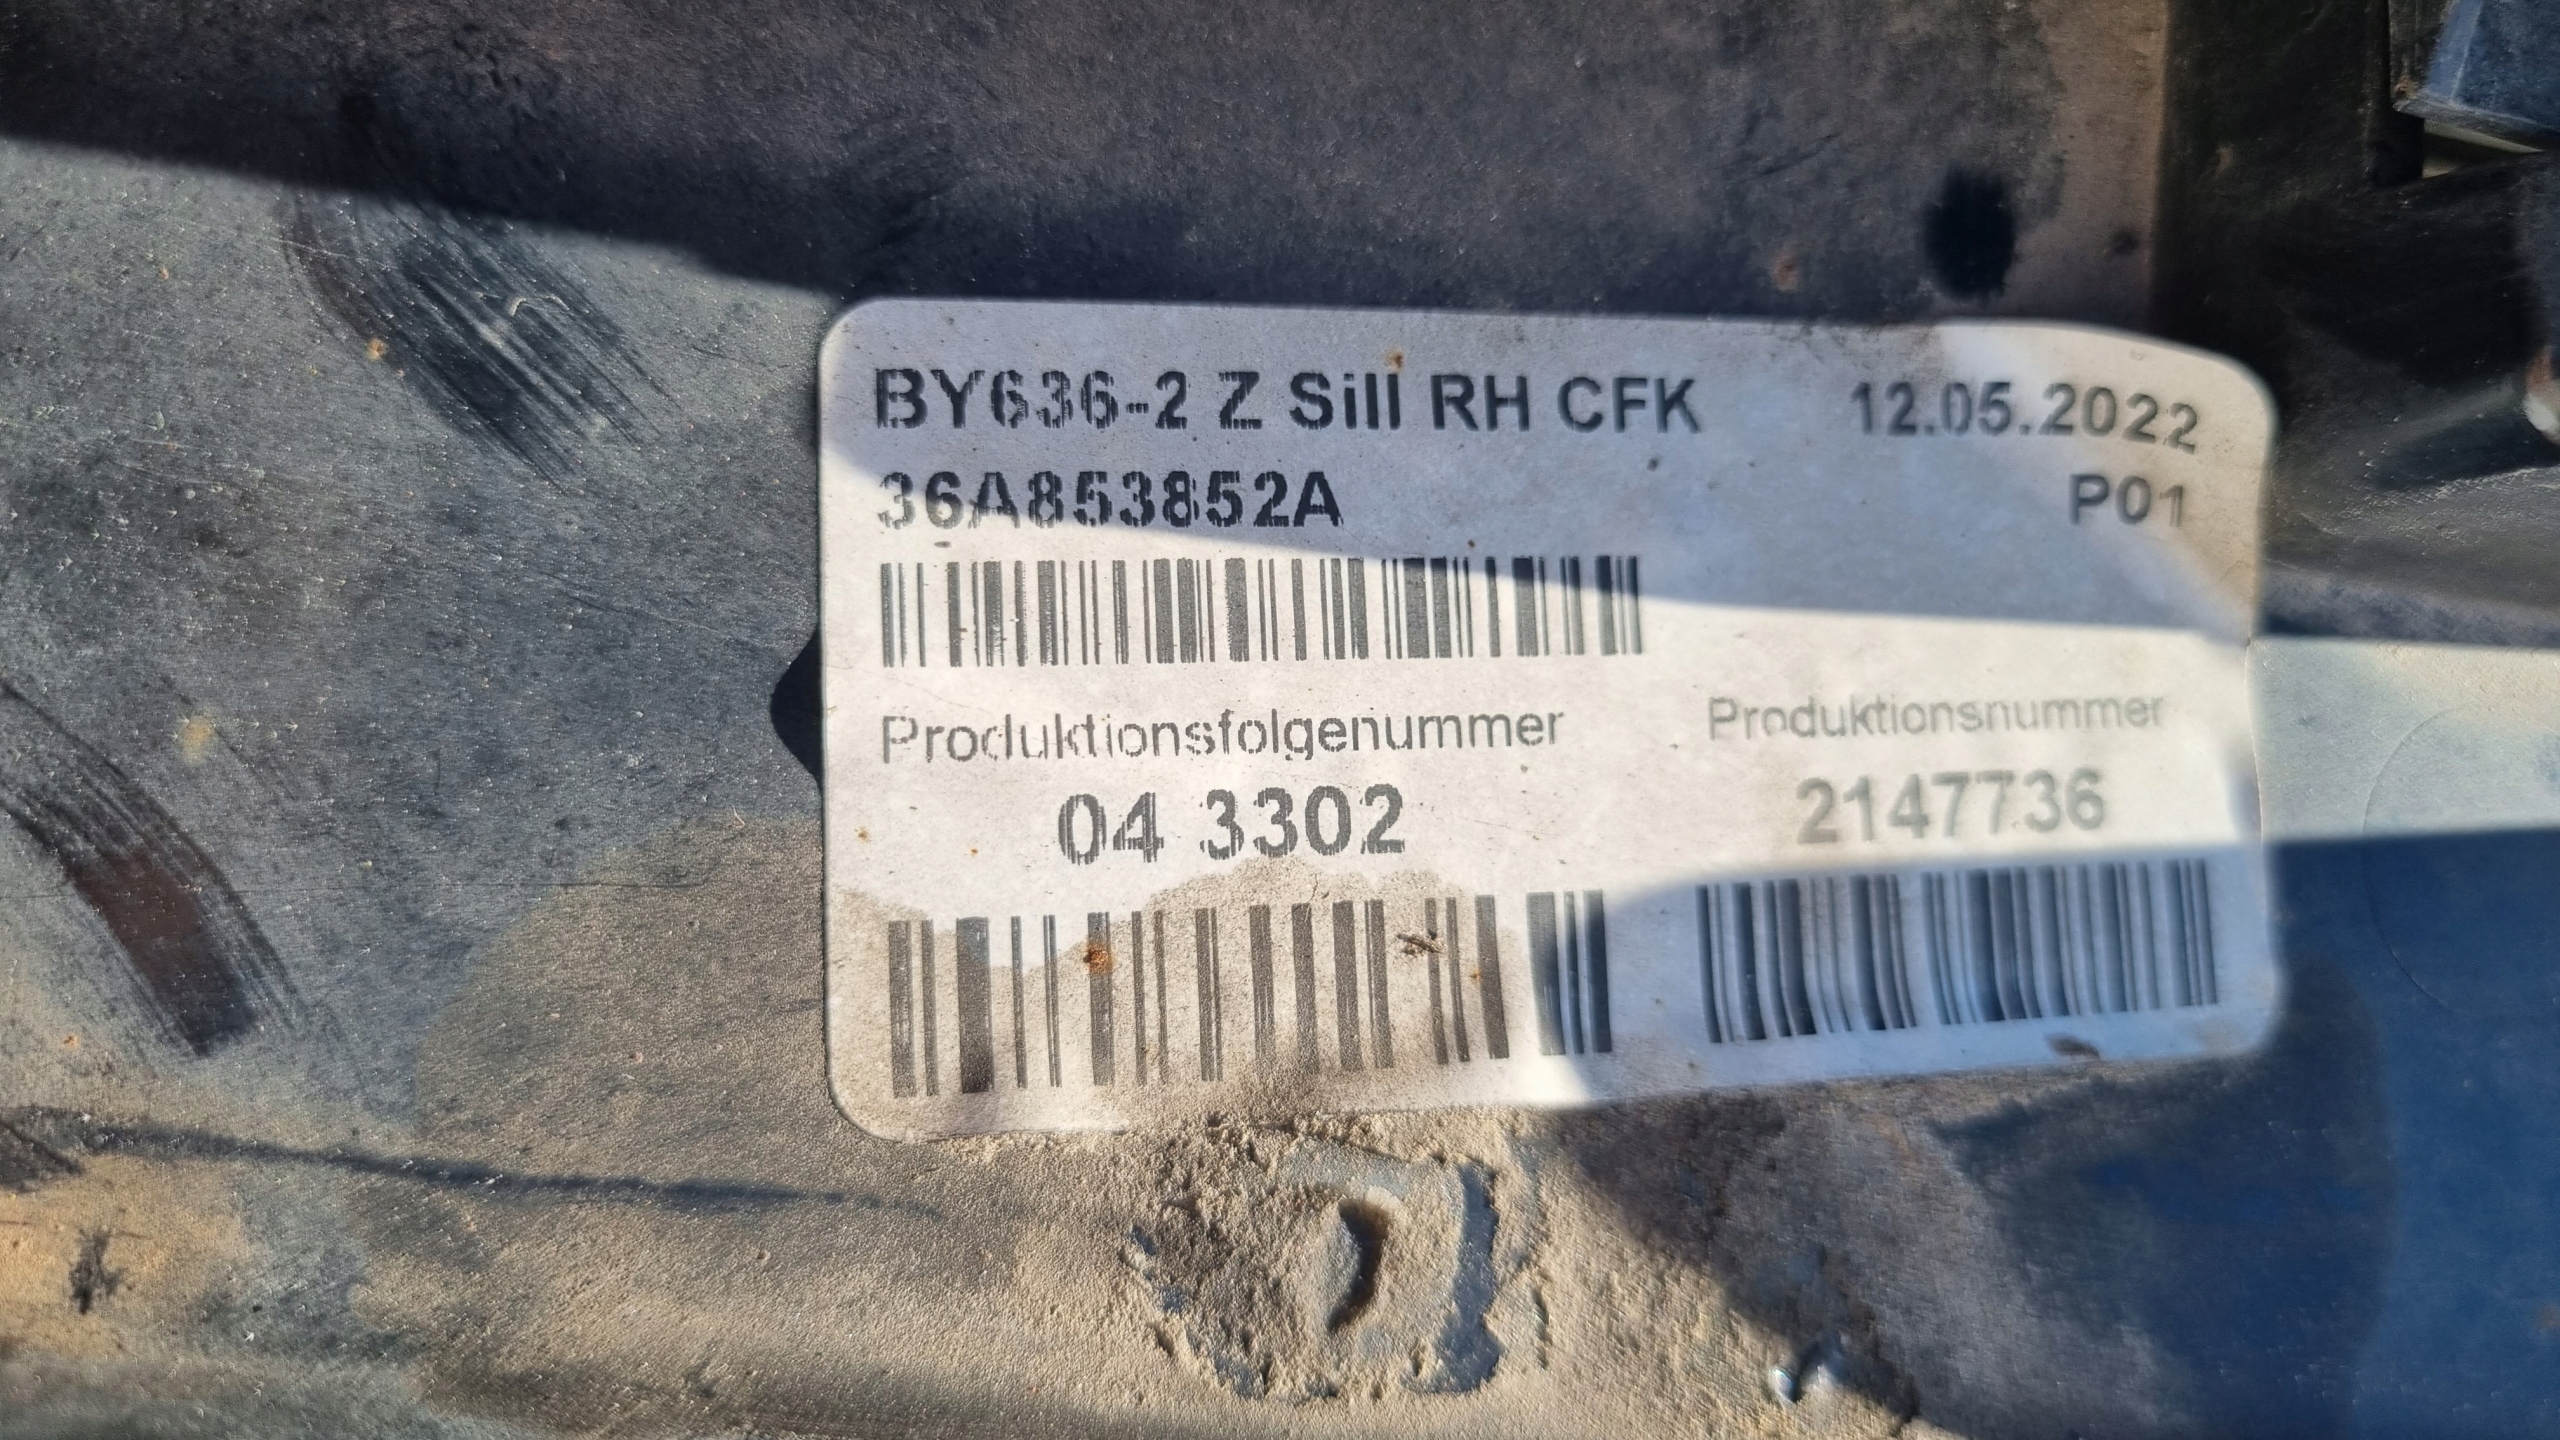 BY636-2 Z Sill RH CFK 12.05.2022
36A853852A P01
Produktionsfolgenummer Produktionsnummer
04 3302 2147736